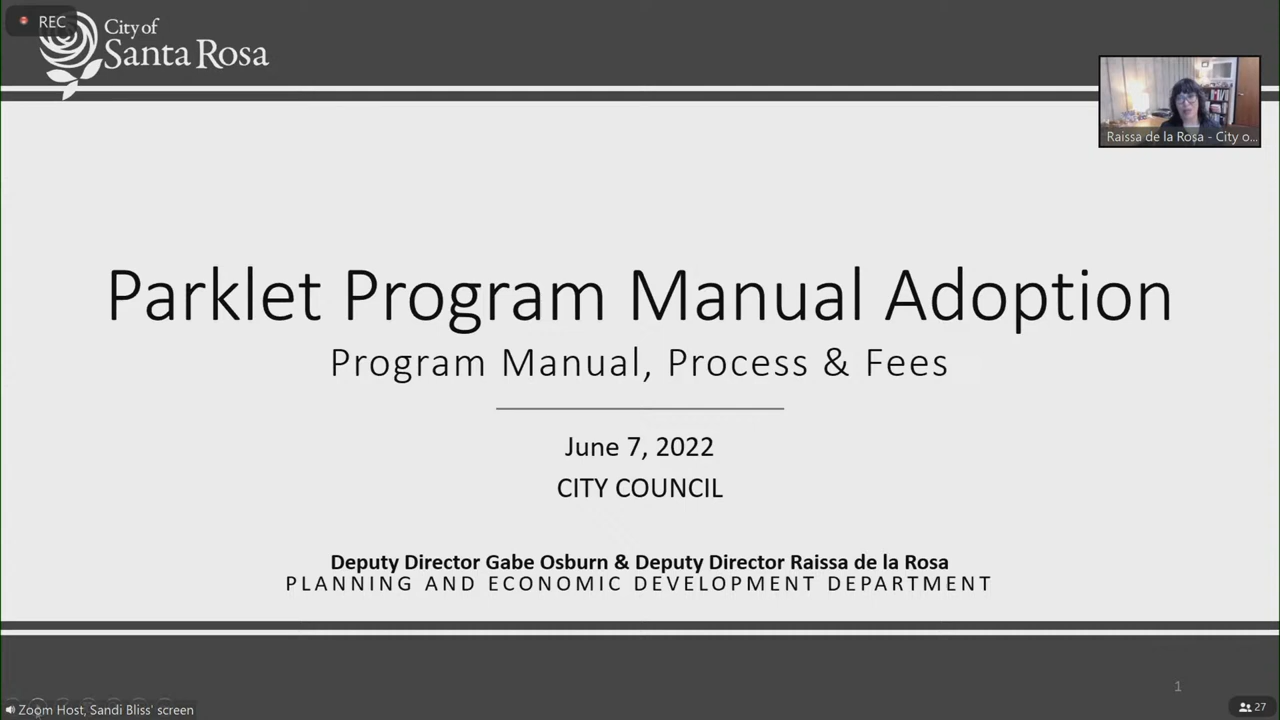 REC
City of
Santa Rosa
Raissa de la Rosa - City o...
Parklet Program Manual Adoption
Program Manual, Process & Fees
June 7, 2022
CITY COUNCIL
Deputy Director Gabe Osburn & Deputy Director Raissa de la Rosa
PLANNING AND ECONOMIC DEVELOPMENT DEPARTMENT
1
Zoom Host, Sandi Bliss' screen
27